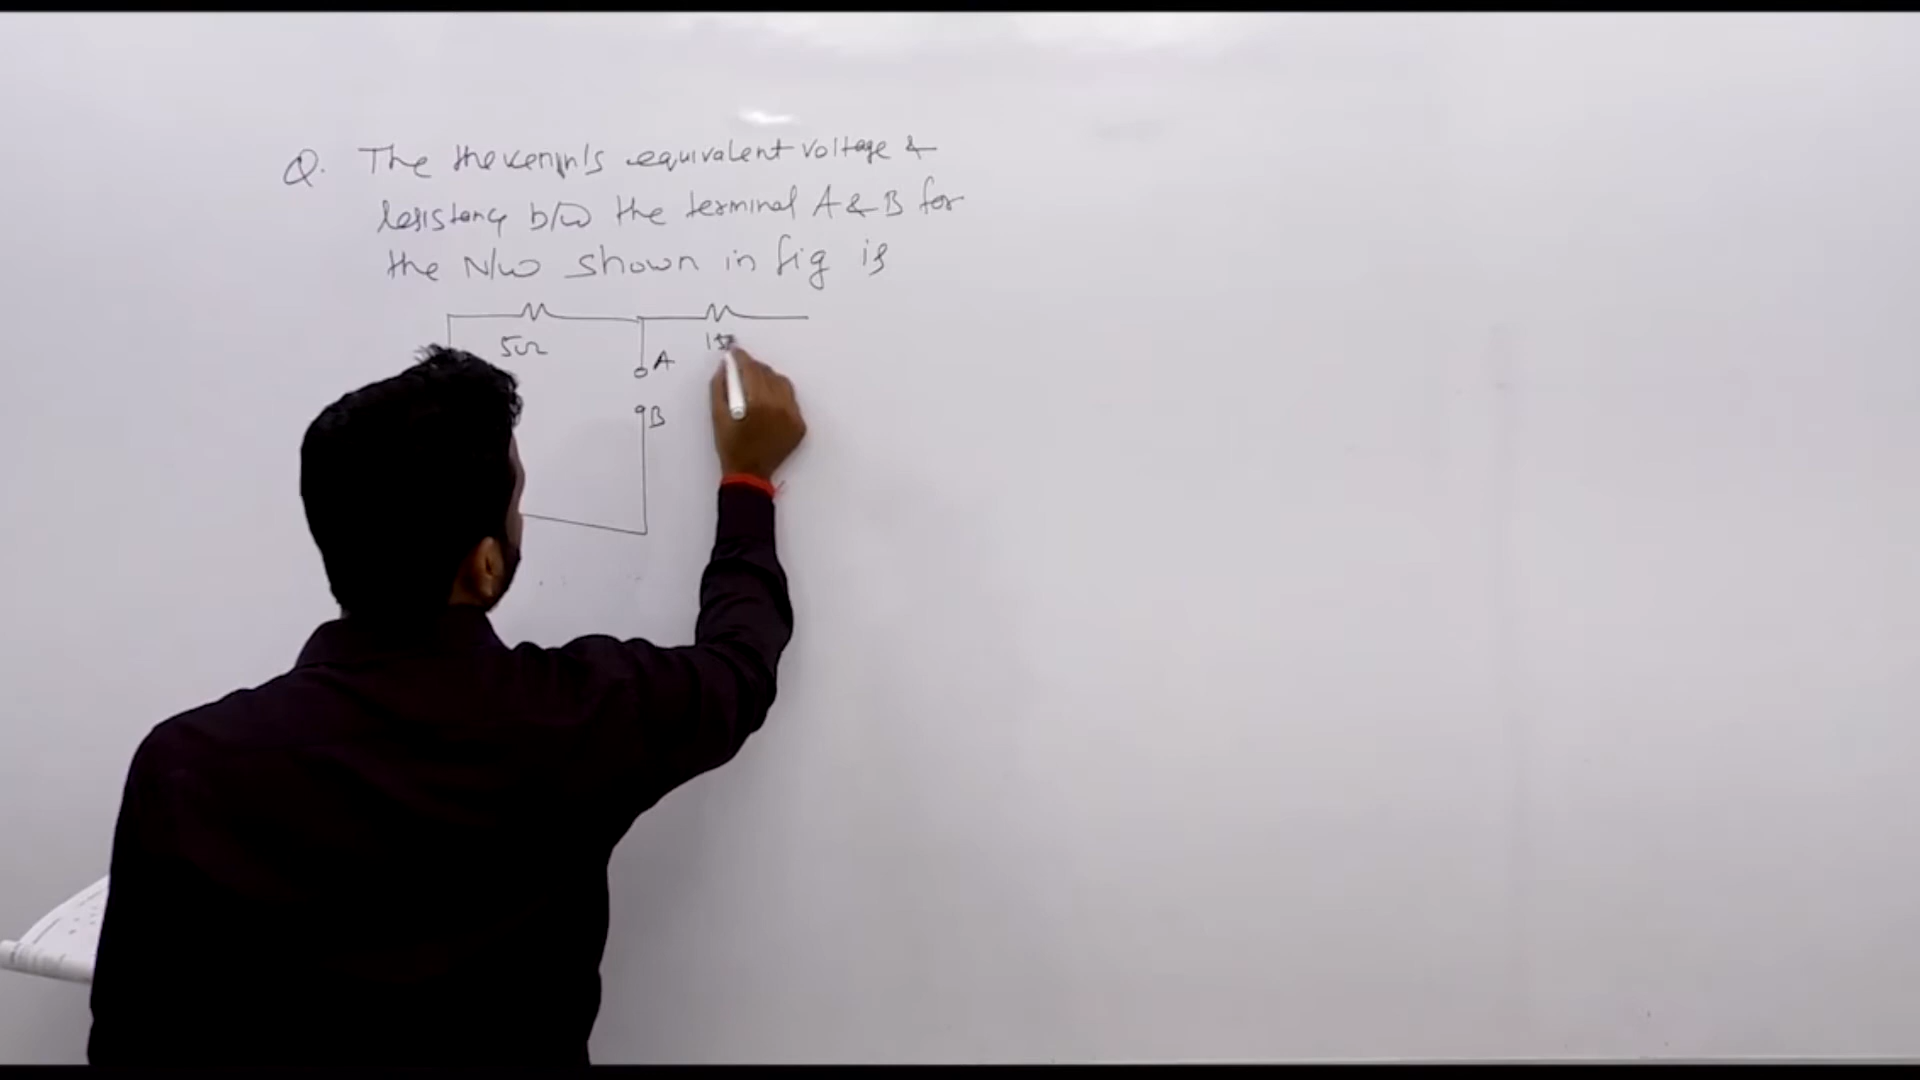 Q. The thevenin's equivalent voltage &
resistance b/w the terminal A & B for
the N/W shown in fig is
5Ω
A
B